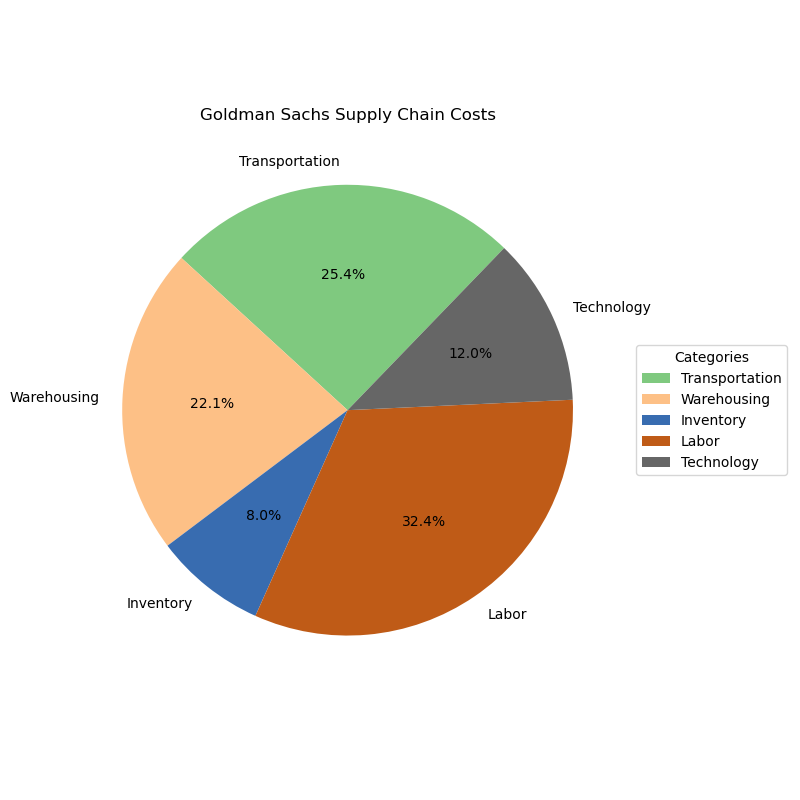 Goldman Sachs Supply Chain Costs
Transportation
25.4%
Technology
12.0%
Warehousing
22.1%
Inventory
8.0%
Labor
32.4%
Categories
Transportation
Warehousing
Inventory
Labor
Technology